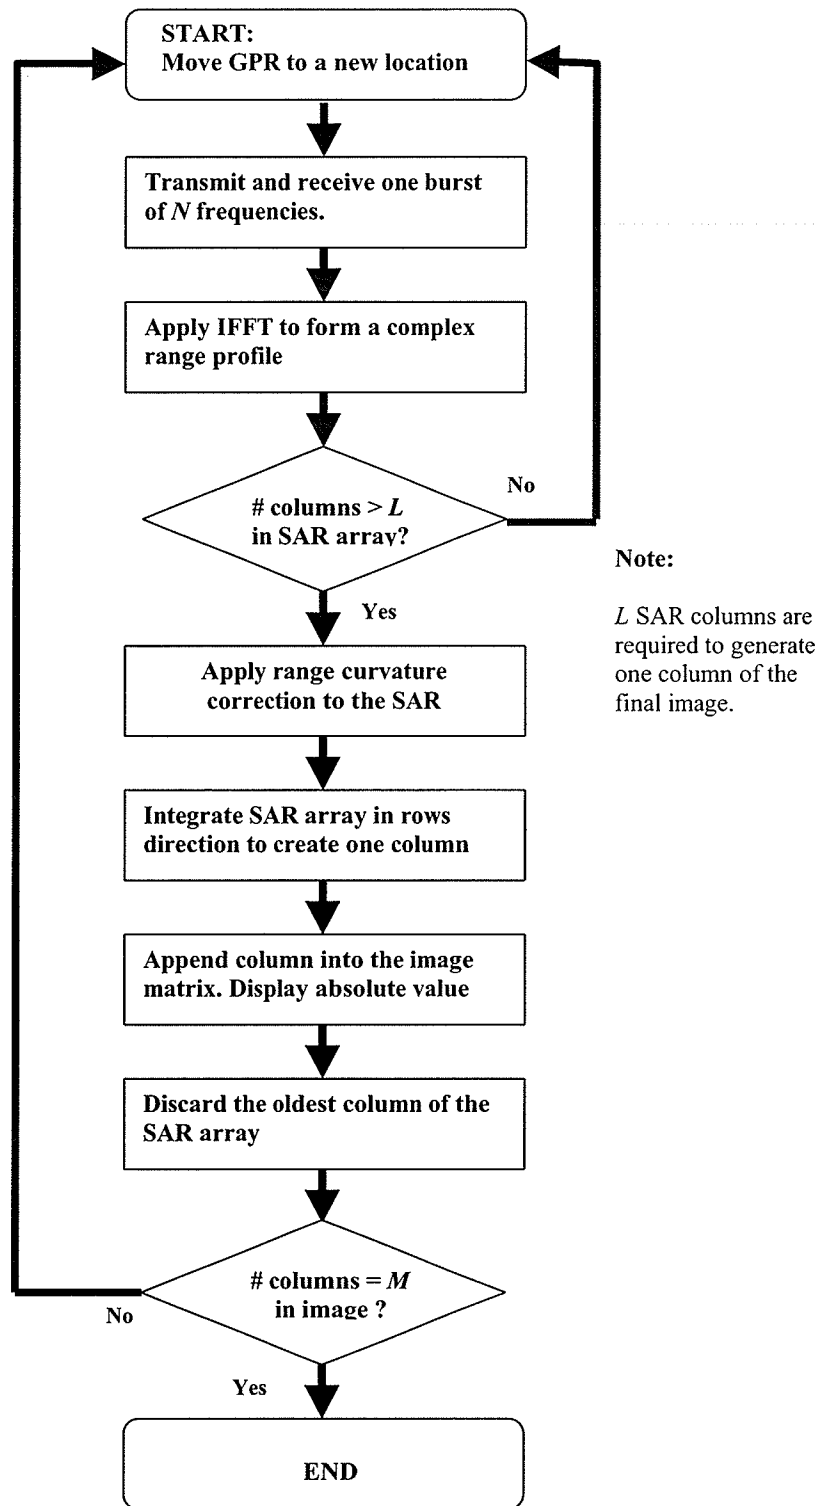 START:
Move GPR to a new location
Transmit and receive one burst
of N frequencies.
Apply IFFT to form a complex
range profile
No
# columns > L
in SAR array?
Note:
Yes
L SAR columns are
required to generate
one column of the
final image.
Apply range curvature
correction to the SAR
Integrate SAR array in rows
direction to create one column
Append column into the image
matrix. Display absolute value
Discard the oldest column of the
SAR array
# columns = M
in image ?
No
Yes
END